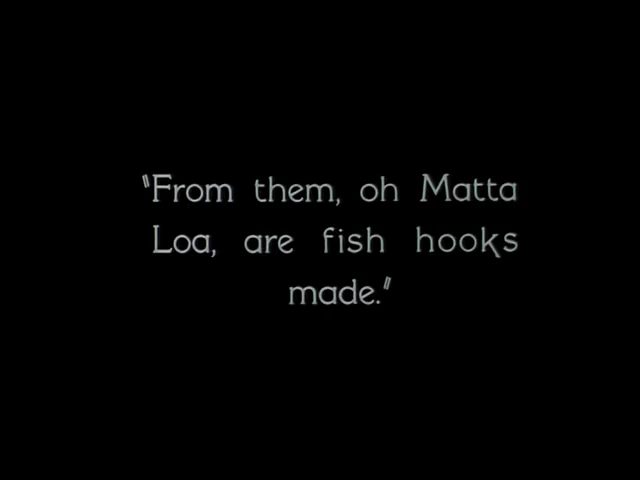 "From them, oh Matta
Loa, are fish hooks
made."